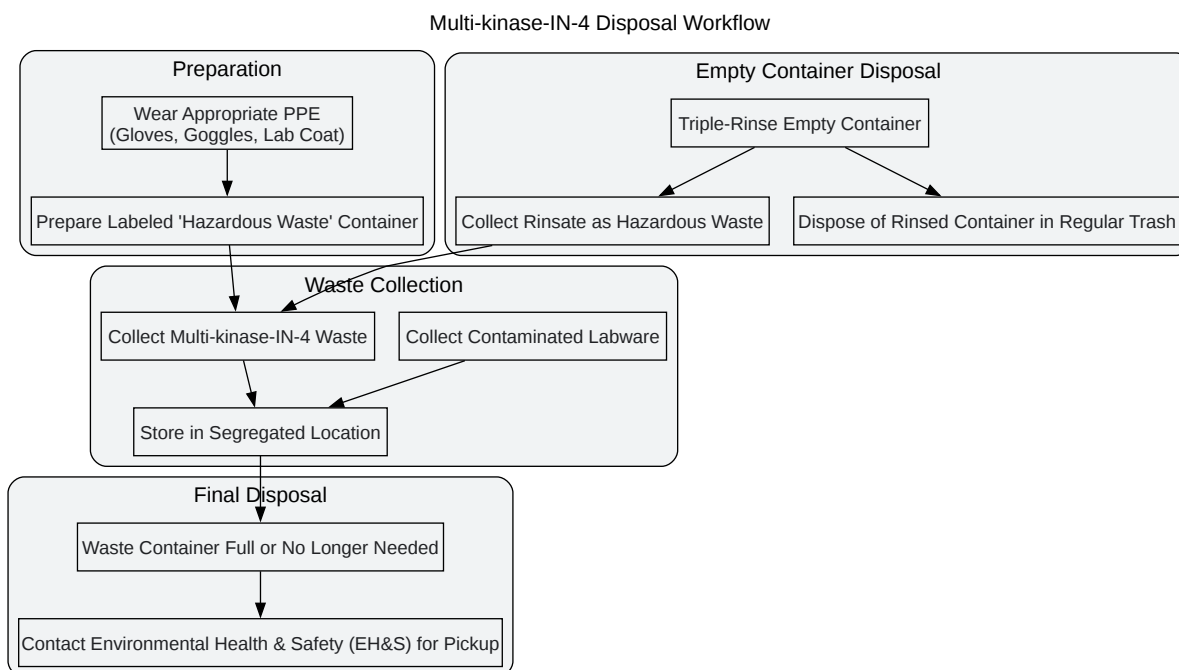 Multi-kinase-IN-4 Disposal Workflow
Preparation
Wear Appropriate PPE
(Gloves, Goggles, Lab Coat)
Prepare Labeled 'Hazardous Waste' Container
Empty Container Disposal
Triple-Rinse Empty Container
Collect Rinsate as Hazardous Waste
Dispose of Rinsed Container in Regular Trash
Waste Collection
Collect Multi-kinase-IN-4 Waste
Collect Contaminated Labware
Store in Segregated Location
Final Disposal
Waste Container Full or No Longer Needed
Contact Environmental Health & Safety (EH&S) for Pickup